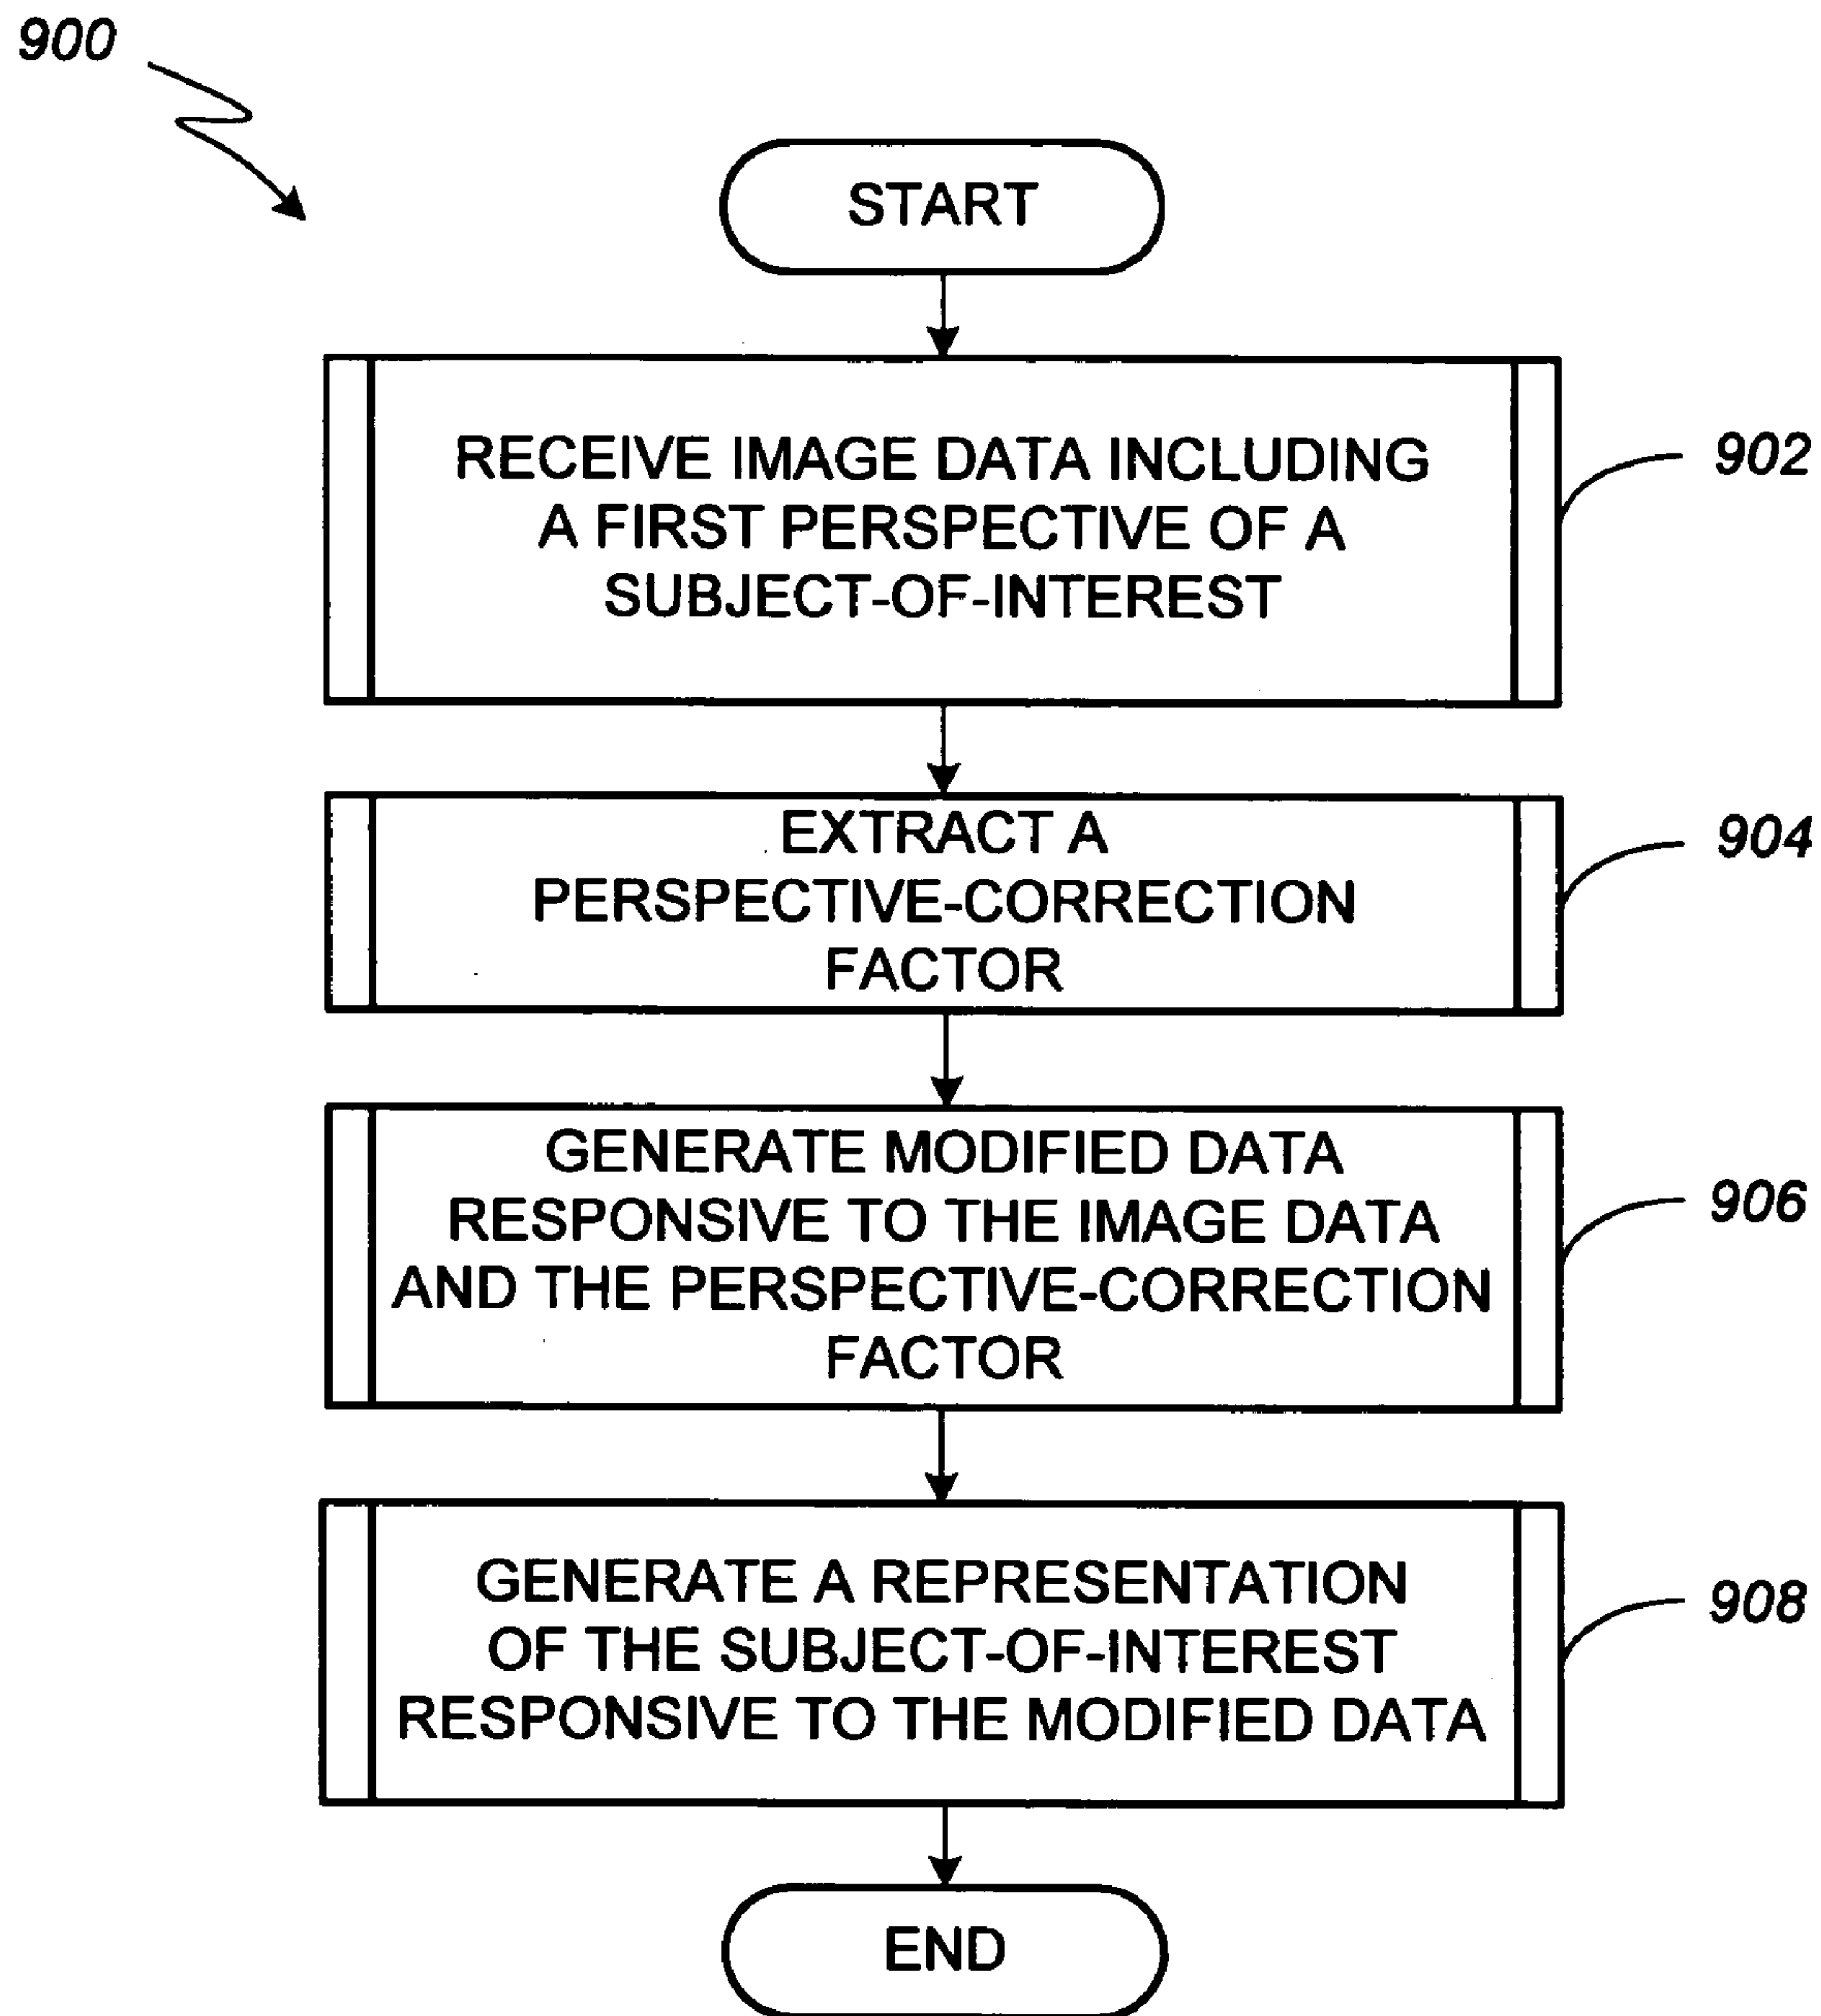 900
START
RECEIVE IMAGE DATA INCLUDING
A FIRST PERSPECTIVE OF A
SUBJECT-OF-INTEREST
902
EXTRACT A
PERSPECTIVE-CORRECTION
FACTOR
904
GENERATE MODIFIED DATA
RESPONSIVE TO THE IMAGE DATA
AND THE PERSPECTIVE-CORRECTION
FACTOR
906
GENERATE A REPRESENTATION
OF THE SUBJECT-OF-INTEREST
RESPONSIVE TO THE MODIFIED DATA
908
END